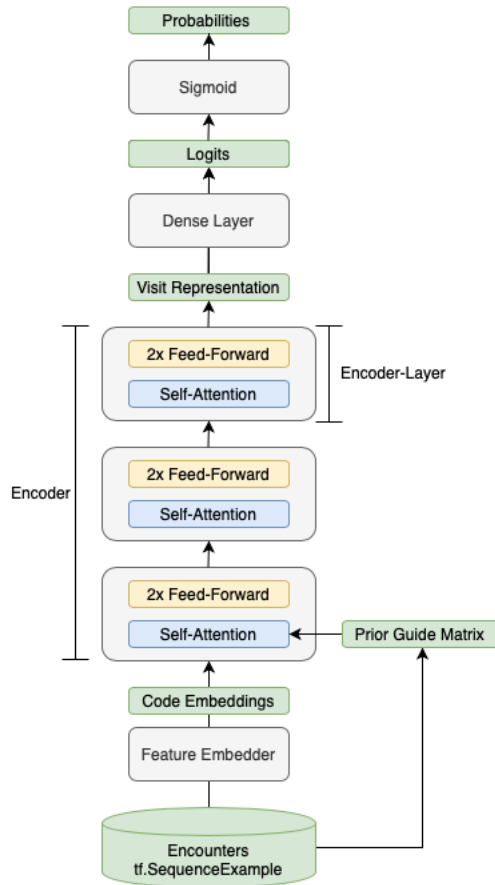 Probabilities
Sigmoid
Logits
Dense Layer
Visit Representation
2x Feed-Forward
Self-Attention
Encoder-Layer
2x Feed-Forward
Self-Attention
Encoder
2x Feed-Forward
Self-Attention
Prior Guide Matrix
Code Embeddings
Feature Embedder
Encounters
tf.SequenceExample